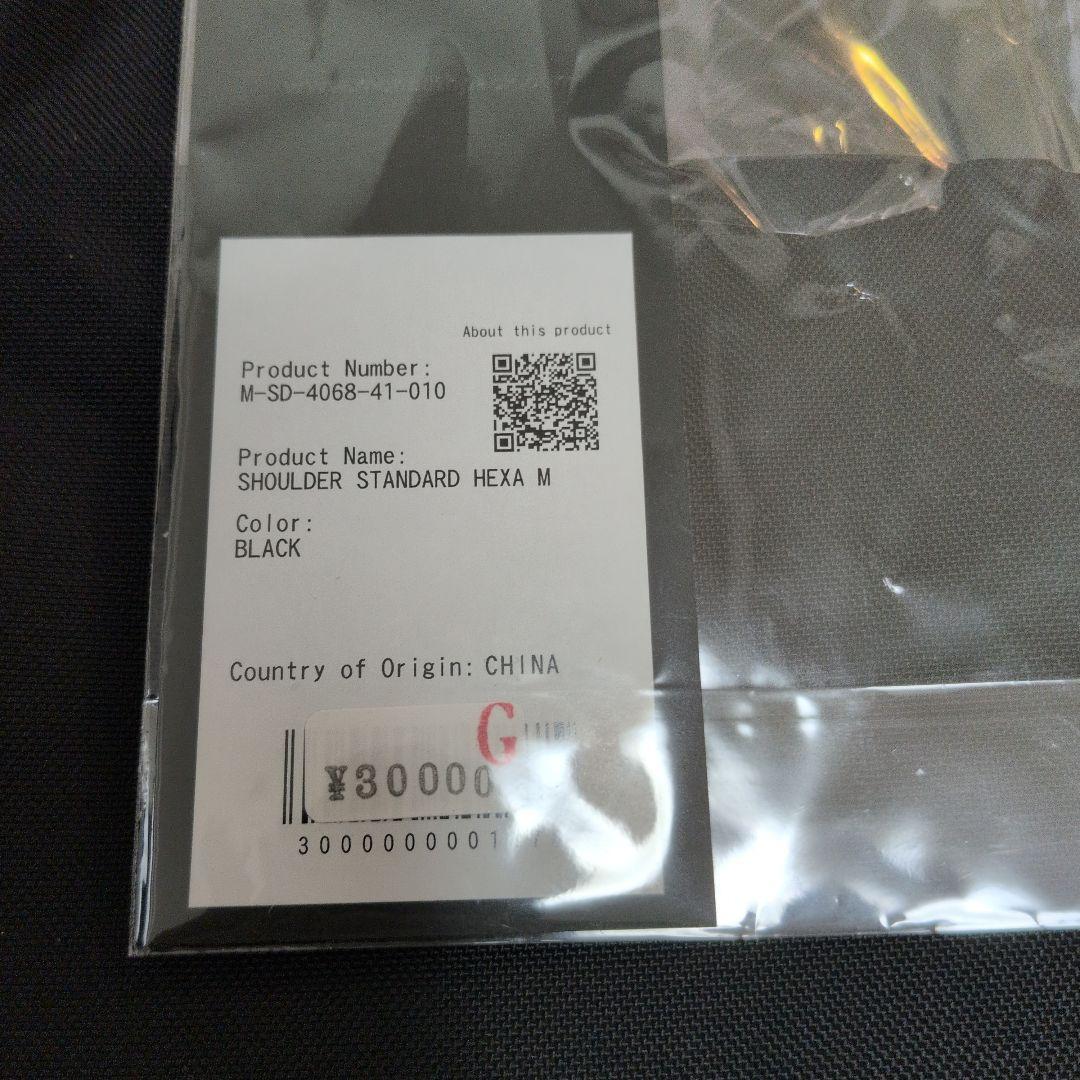 About this product
Product Number:
M-SD-4068-41-010
Product Name:
SHOULDER STANDARD HEXA M
Color:
BLACK
Country of Origin: CHINA
G
¥30000